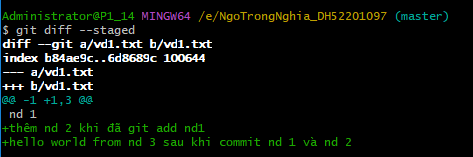 Administrator@P1_14 MINGW64 /e/NgoTrongNghia_DH52201097 (master)
$ git diff --staged
diff --git a/vd1.txt b/vd1.txt
index b84ae9c..6d8689c 100644
--- a/vd1.txt
+++ b/vd1.txt
@@ -1 +1,3 @@
 nd 1
+thêm nd 2 khi đã git add nd1
+hello world from nd 3 sau khi commit nd 1 và nd 2